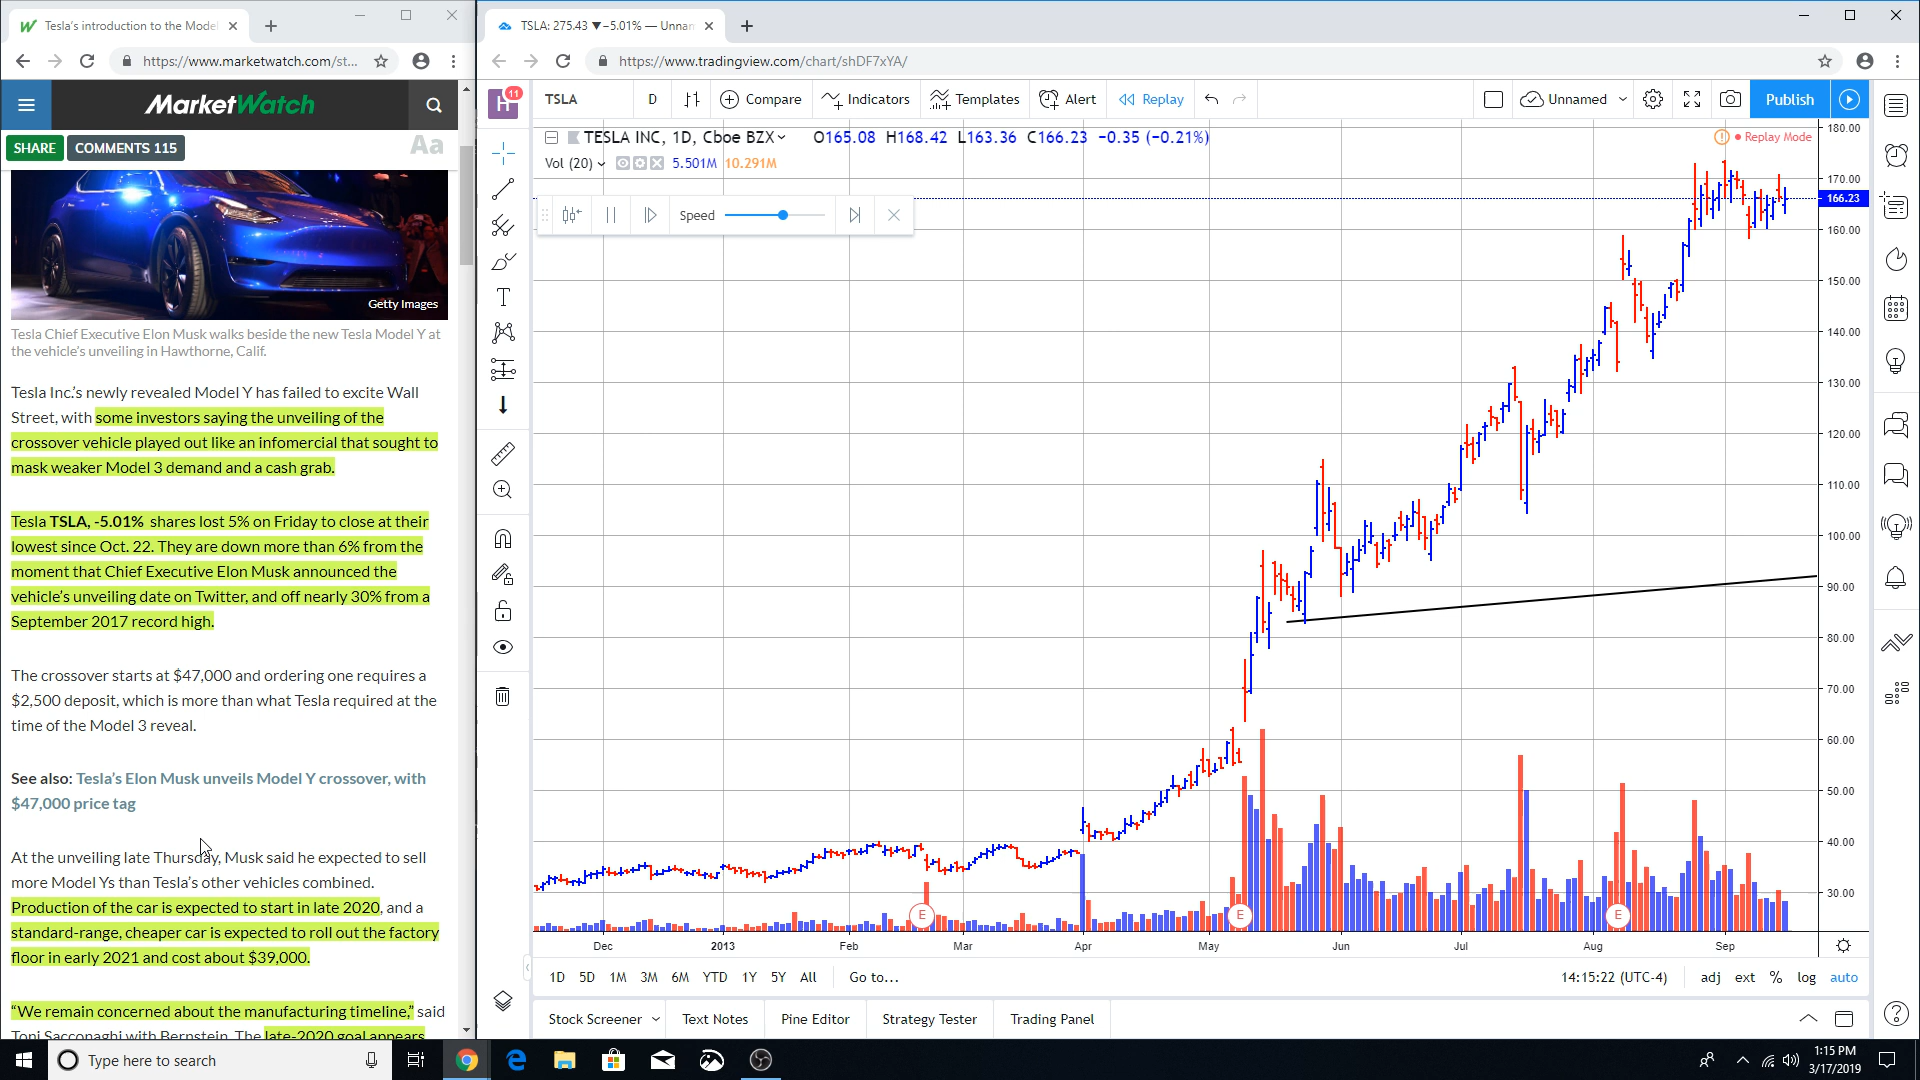 Tesla's introduction to the Model
https://www.marketwatch.com/st...
MarketWatch
SHARE
COMMENTS 115
Aa
Getty Images
Tesla Chief Executive Elon Musk walks beside the new Tesla Model Y at
the vehicle's unveiling in Hawthorne, Calif.
Tesla Inc.'s newly revealed Model Y has failed to excite Wall
Street, with some investors saying the unveiling of the
crossover vehicle played out like an infomercial that sought to
mask weaker Model 3 demand and a cash grab.
Tesla TSLA, -5.01% shares lost 5% on Friday to close at their
lowest since Oct. 22. They are down more than 6% from the
moment that Chief Executive Elon Musk announced the
vehicle's unveiling date on Twitter, and off nearly 30% from a
September 2017 record high.
The crossover starts at $47,000 and ordering one requires a
$2,500 deposit, which is more than what Tesla required at the
time of the Model 3 reveal.
See also: Tesla's Elon Musk unveils Model Y crossover, with
$47,000 price tag
At the unveiling late Thursday, Musk said he expected to sell
more Model Ys than Tesla's other vehicles combined.
Production of the car is expected to start in late 2020, and a
standard-range, cheaper car is expected to roll out the factory
floor in early 2021 and cost about $39,000.
"We remain concerned about the manufacturing timeline," said
Toni Sacconaghi with Bernstein. The late-2020 goal appears
TSLA: 275.43 ▼−5.01% — Unnam
https://www.tradingview.com/chart/shDF7xYA/
H 11
TSLA D Compare Indicators Templates Alert Replay Unnamed Publish
TESLA INC, 1D, Cboe BZX O165.08 H168.42 L163.36 C166.23 −0.35 (−0.21%)
Replay Mode
Vol (20) 5.501M 10.291M
Speed
180.00
170.00
166.23
160.00
150.00
140.00
130.00
120.00
110.00
100.00
90.00
80.00
70.00
60.00
50.00
40.00
30.00
E E E
Dec 2013 Feb Mar Apr May Jun Jul Aug Sep
1D 5D 1M 3M 6M YTD 1Y 5Y All Go to... 14:15:22 (UTC-4) adj ext % log auto
Stock Screener Text Notes Pine Editor Strategy Tester Trading Panel
Type here to search
1:15 PM
3/17/2019